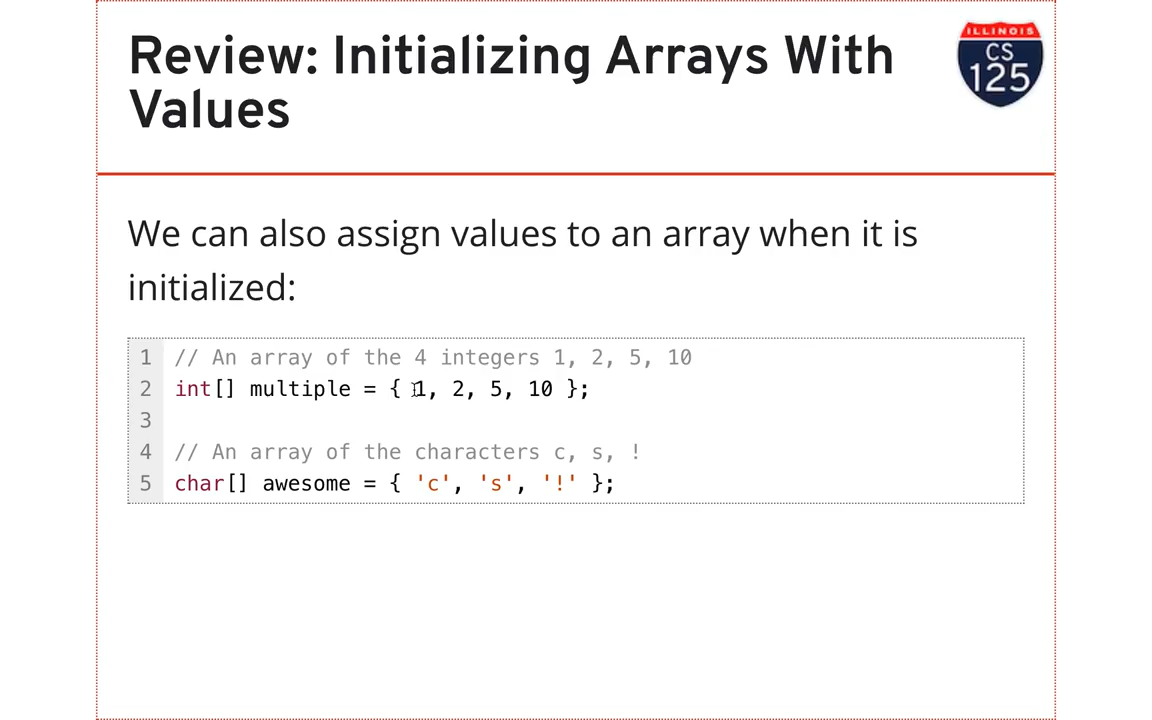 Review: Initializing Arrays With
Values
ILLINOIS
CS
125
We can also assign values to an array when it is
initialized:
1 // An array of the 4 integers 1, 2, 5, 10
2 int[] multiple = { 1, 2, 5, 10 };
3
4 // An array of the characters c, s, !
5 char[] awesome = { 'c', 's', '!' };